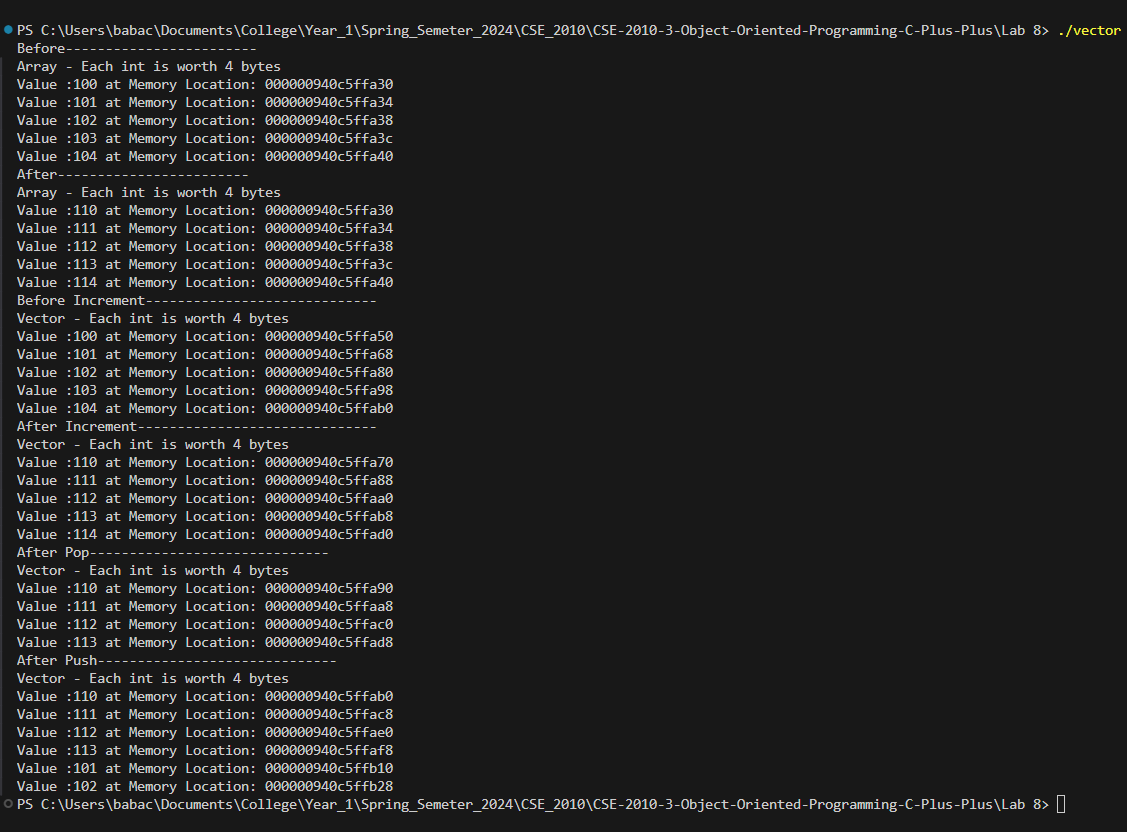 PS C:\Users\babac\Documents\College\Year_1\Spring_Semeter_2024\CSE_2010\CSE-2010-3-Object-Oriented-Programming-C-Plus-Plus\Lab 8> ./vector
Before------------------------
Array - Each int is worth 4 bytes
Value :100 at Memory Location: 000000940c5ffa30
Value :101 at Memory Location: 000000940c5ffa34
Value :102 at Memory Location: 000000940c5ffa38
Value :103 at Memory Location: 000000940c5ffa3c
Value :104 at Memory Location: 000000940c5ffa40
After------------------------
Array - Each int is worth 4 bytes
Value :110 at Memory Location: 000000940c5ffa30
Value :111 at Memory Location: 000000940c5ffa34
Value :112 at Memory Location: 000000940c5ffa38
Value :113 at Memory Location: 000000940c5ffa3c
Value :114 at Memory Location: 000000940c5ffa40
Before Increment-----------------------------
Vector - Each int is worth 4 bytes
Value :100 at Memory Location: 000000940c5ffa50
Value :101 at Memory Location: 000000940c5ffa68
Value :102 at Memory Location: 000000940c5ffa80
Value :103 at Memory Location: 000000940c5ffa98
Value :104 at Memory Location: 000000940c5ffab0
After Increment------------------------------
Vector - Each int is worth 4 bytes
Value :110 at Memory Location: 000000940c5ffa70
Value :111 at Memory Location: 000000940c5ffa88
Value :112 at Memory Location: 000000940c5ffaa0
Value :113 at Memory Location: 000000940c5ffab8
Value :114 at Memory Location: 000000940c5ffad0
After Pop------------------------------
Vector - Each int is worth 4 bytes
Value :110 at Memory Location: 000000940c5ffa90
Value :111 at Memory Location: 000000940c5ffaa8
Value :112 at Memory Location: 000000940c5ffac0
Value :113 at Memory Location: 000000940c5ffad8
After Push------------------------------
Vector - Each int is worth 4 bytes
Value :110 at Memory Location: 000000940c5ffab0
Value :111 at Memory Location: 000000940c5ffac8
Value :112 at Memory Location: 000000940c5ffae0
Value :113 at Memory Location: 000000940c5ffaf8
Value :101 at Memory Location: 000000940c5ffb10
Value :102 at Memory Location: 000000940c5ffb28
PS C:\Users\babac\Documents\College\Year_1\Spring_Semeter_2024\CSE_2010\CSE-2010-3-Object-Oriented-Programming-C-Plus-Plus\Lab 8>